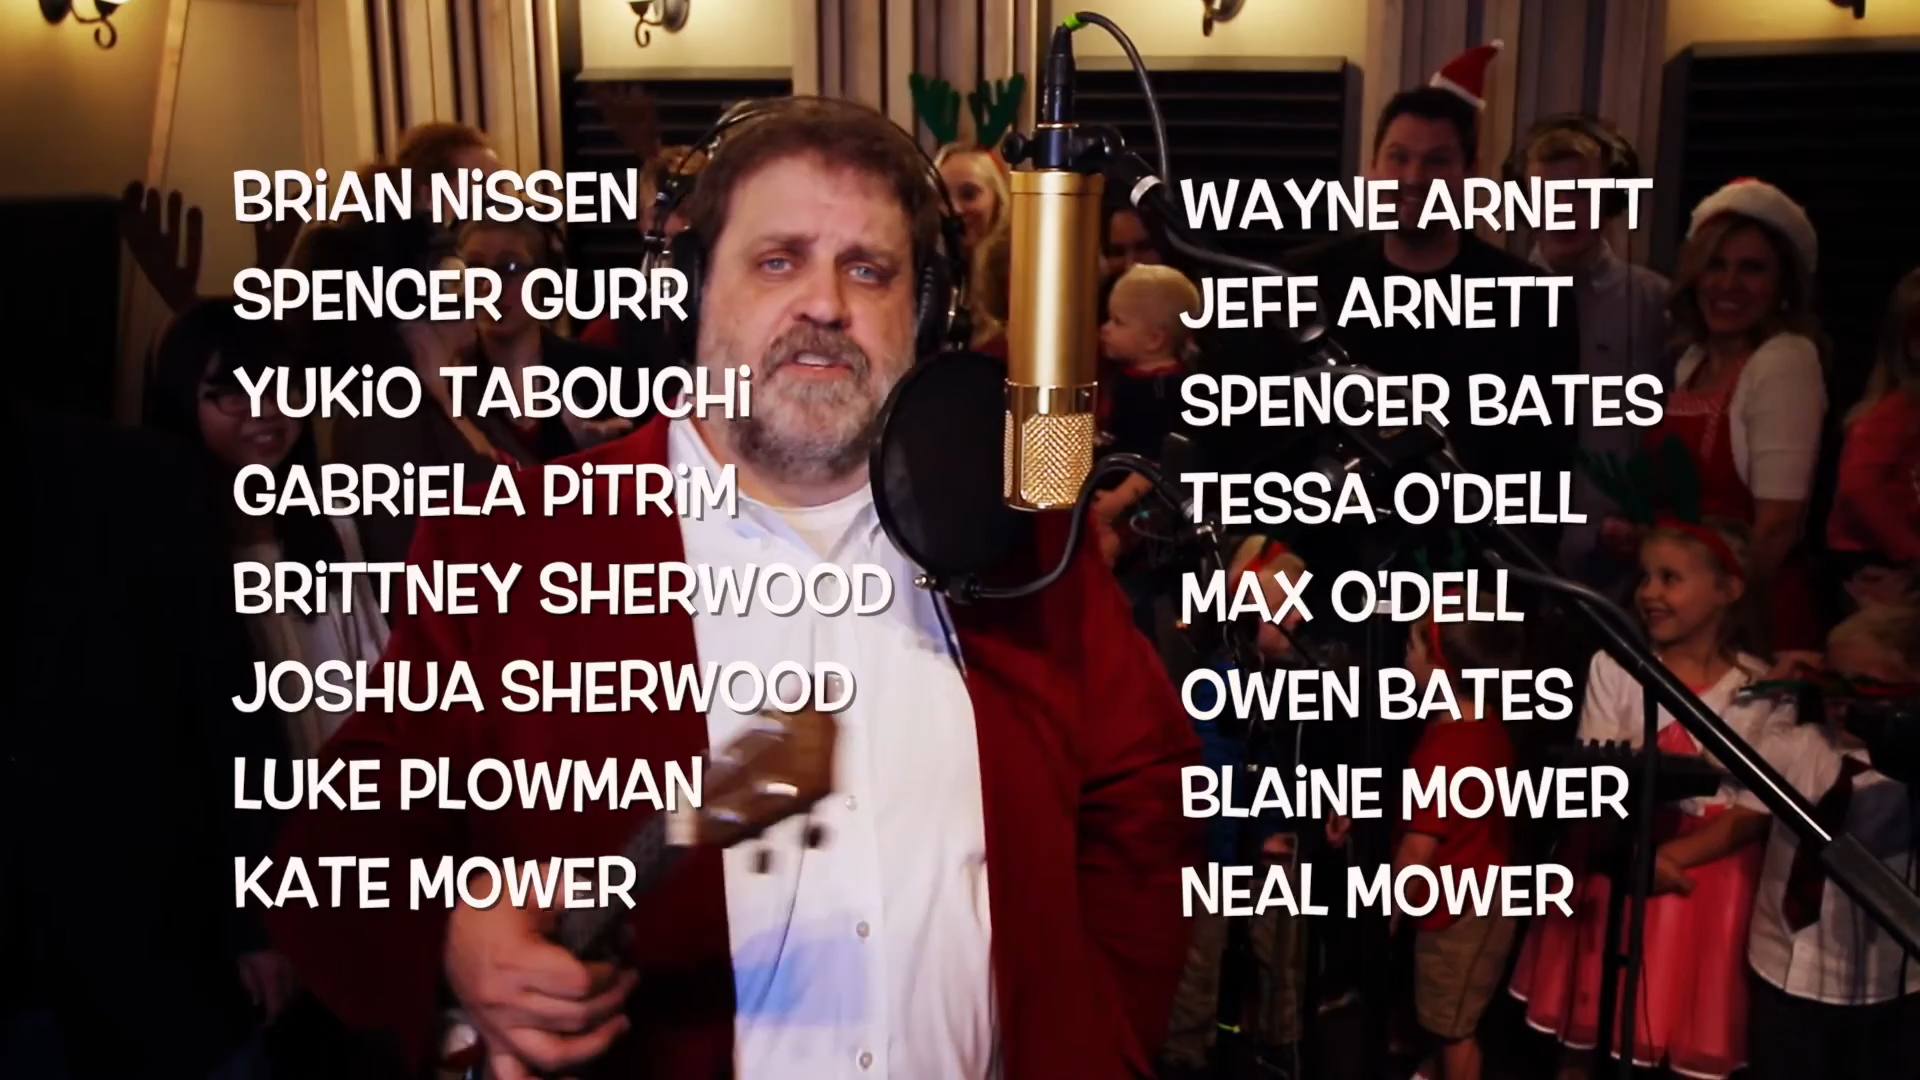 BRiAN NiSSEN
SPENCER GURR
YUKiO TABOUCHi
GABRiELA PiTRiM
BRiTTNEY SHERWOOD
JOSHUA SHERWOOD
LUKE PLOWMAN
KATE MOWER
WAYNE ARNETT
JEFF ARNETT
SPENCER BATES
TESSA O'DELL
MAX O'DELL
OWEN BATES
BLAiNE MOWER
NEAL MOWER